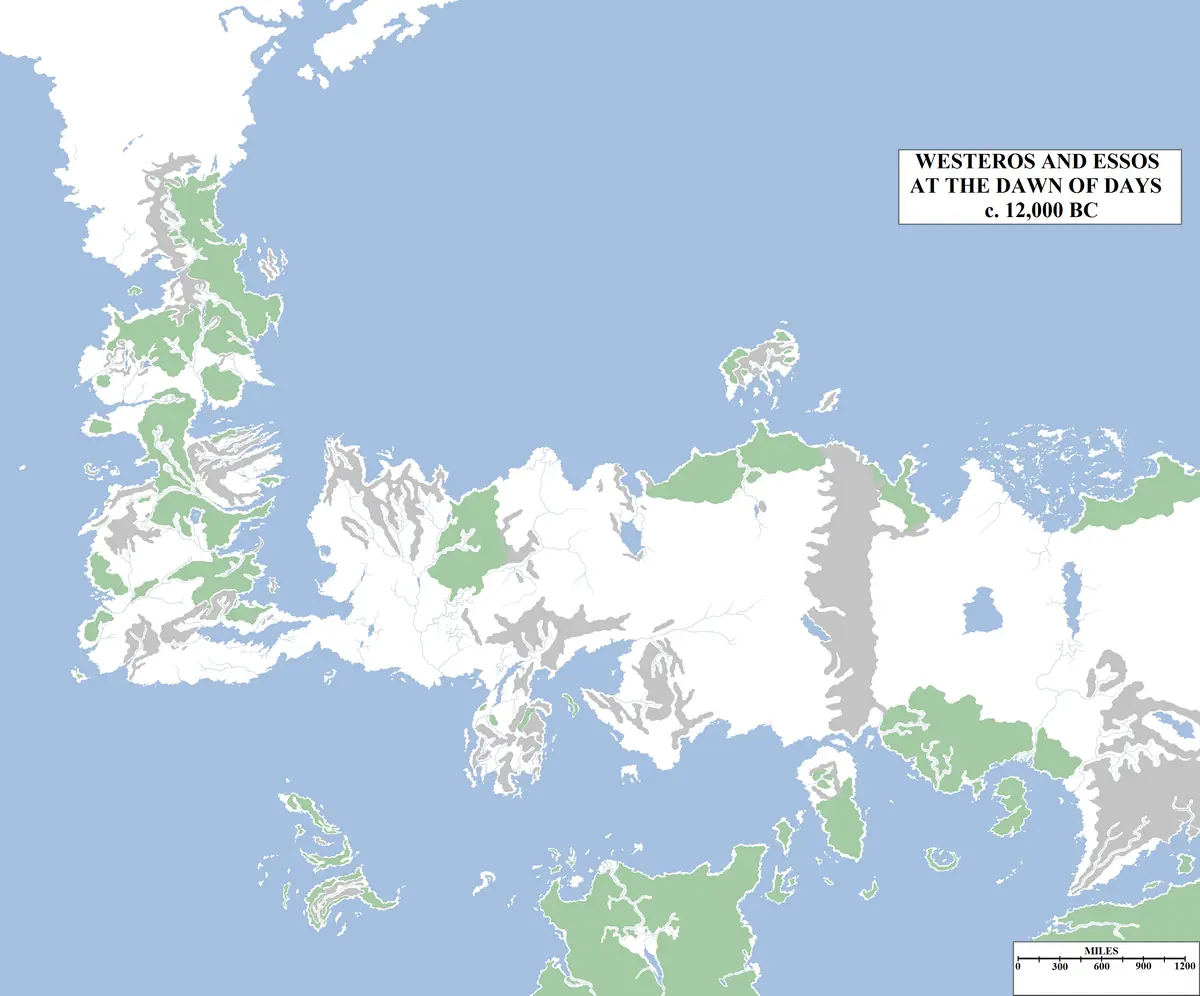 WESTEROS AND ESSOS
AT THE DAWN OF DAYS
c. 12,000 BC
MILES
0 300 600 900 1200